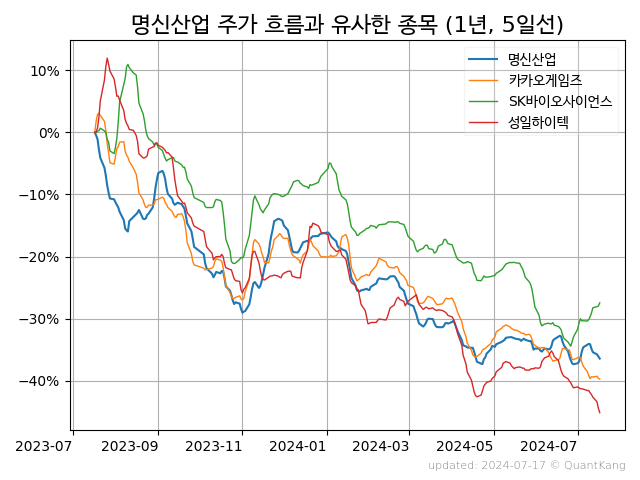 명신산업 주가 흐름과 유사한 종목 (1년, 5일선)
명신산업
카카오게임즈
SK바이오사이언스
성일하이텍
10%
0%
−10%
−20%
−30%
−40%
2023-07 2023-09 2023-11 2024-01 2024-03 2024-05 2024-07
updated: 2024-07-17 © QuantKang